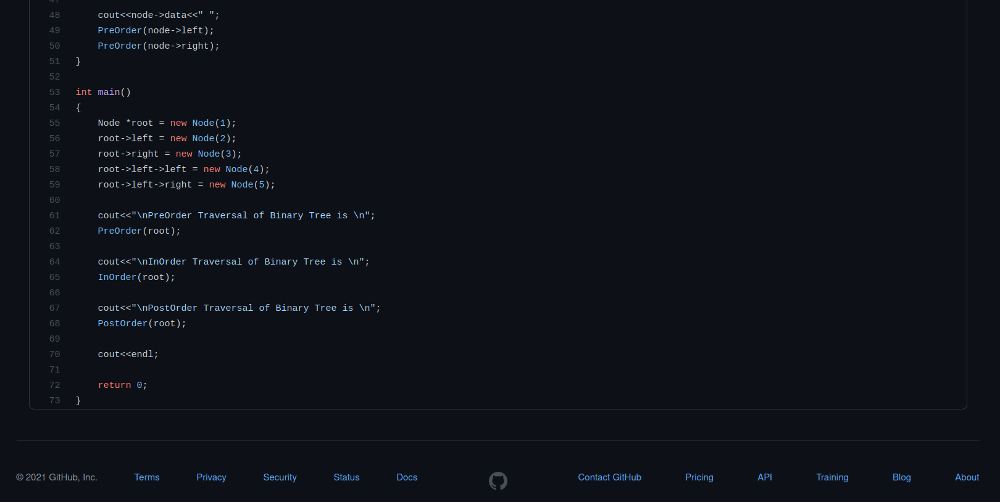 47
48 cout<<node->data<<" ";
49 PreOrder(node->left);
50 PreOrder(node->right);
51 }
52
53 int main()
54 {
55 Node *root = new Node(1);
56 root->left = new Node(2);
57 root->right = new Node(3);
58 root->left->left = new Node(4);
59 root->left->right = new Node(5);
60
61 cout<<"\nPreOrder Traversal of Binary Tree is \n";
62 PreOrder(root);
63
64 cout<<"\nInOrder Traversal of Binary Tree is \n";
65 InOrder(root);
66
67 cout<<"\nPostOrder Traversal of Binary Tree is \n";
68 PostOrder(root);
69
70 cout<<endl;
71
72 return 0;
73 }
© 2021 GitHub, Inc. Terms Privacy Security Status Docs Contact GitHub Pricing API Training Blog About